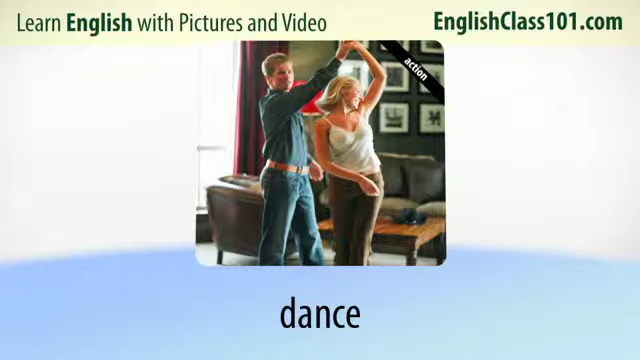 Learn English with Pictures and Video
EnglishClass101.com
action
dance